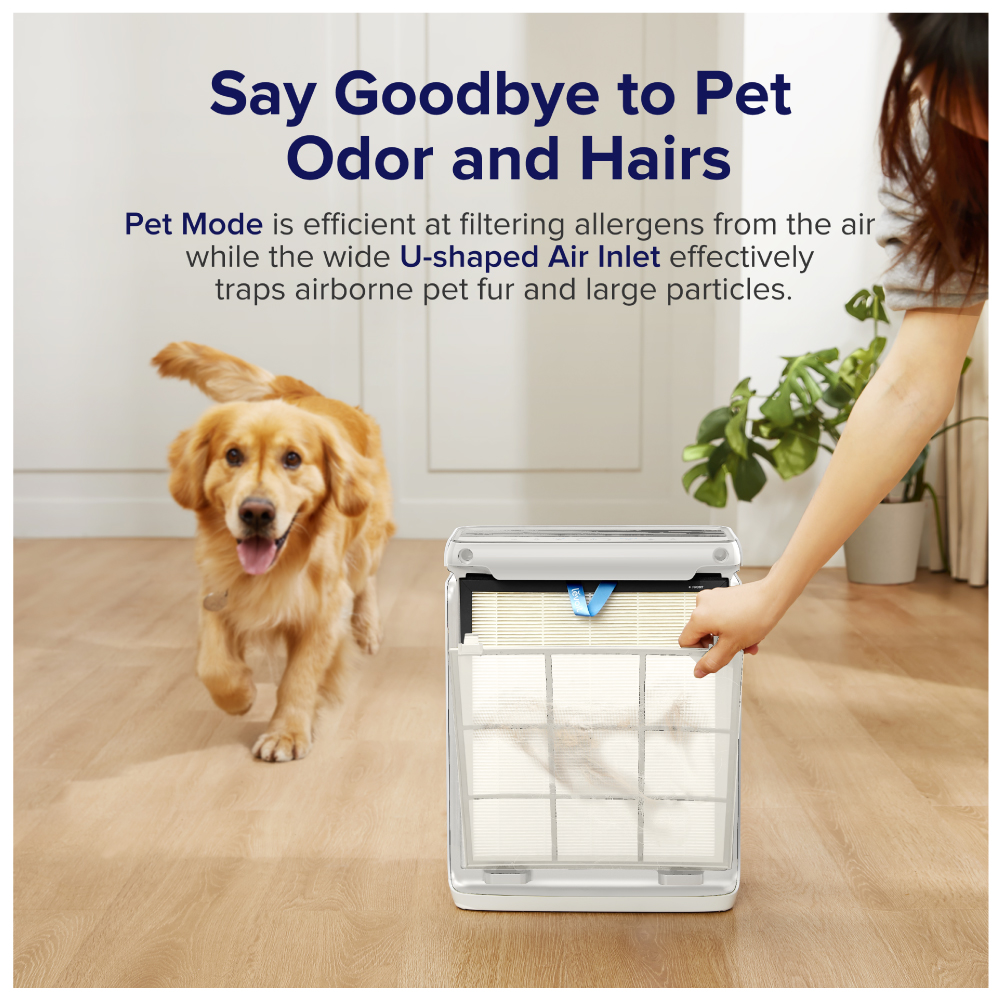 Say Goodbye to Pet
Odor and Hairs
Pet Mode is efficient at filtering allergens from the air
while the wide U-shaped Air Inlet effectively
traps airborne pet fur and large particles.